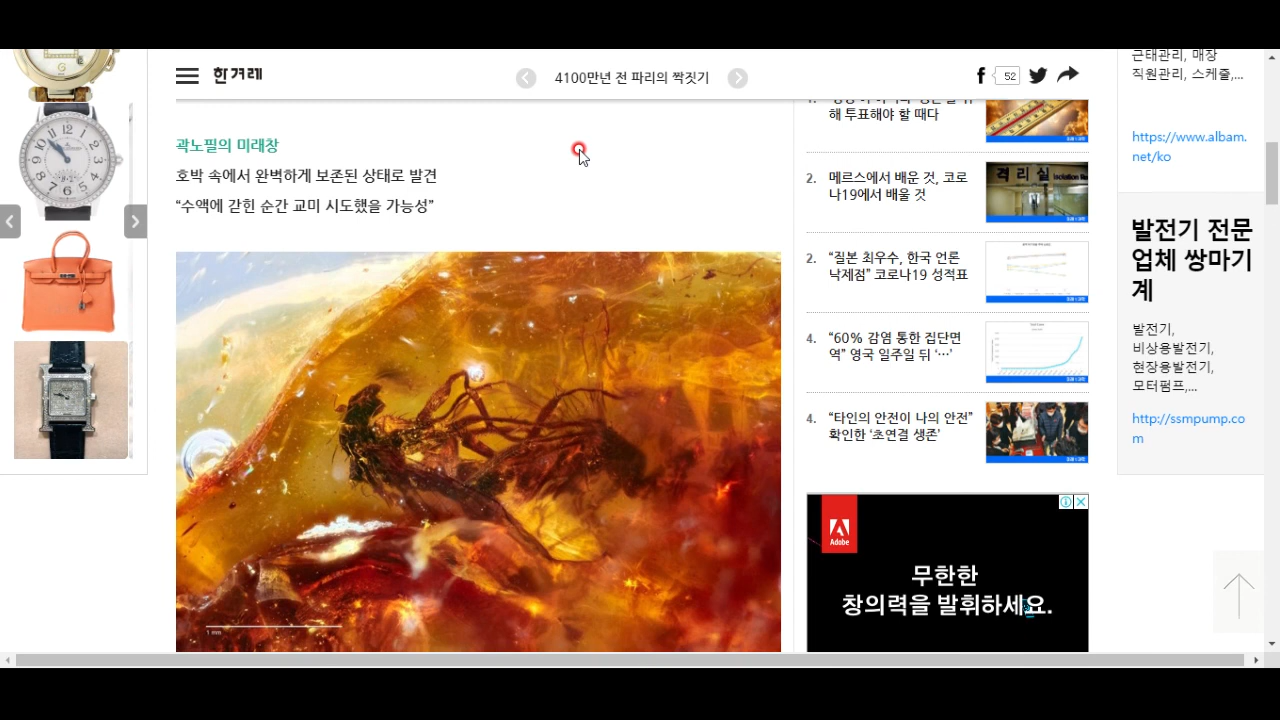 한겨레
4100만년 전 파리의 짝짓기
52
곽노필의 미래창
호박 속에서 완벽하게 보존된 상태로 발견
“수액에 갇힌 순간 교미 시도했을 가능성”
1 mm
해 투표해야 할 때다
2. 메르스에서 배운 것, 코로
나19에서 배울 것
격리실 Isolation
2. “질본 최우수, 한국 언론
낙제점” 코로나19 성적표
4. “60% 감염 통한 집단면
역” 영국 일주일 뒤 ‘…’
4. “타인의 안전이 나의 안전”
확인한 ‘초연결 생존’
Adobe
무한한
창의력을 발휘하세요.
근태관리, 매장
직원관리, 스케줄,...
https://www.albam.
net/ko
발전기 전문
업체 쌍마기
계
발전기,
비상용발전기,
현장용발전기,
모터펌프,...
http://ssmpump.co
m